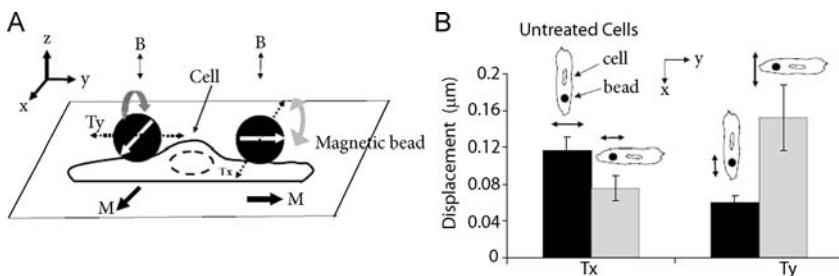 A
z
y
x
B
B
Cell
Ty
Magnetic bead
Tx
M
M
B
Untreated Cells
y
x
cell
bead
Displacement (μm)
0.2
0.16
0.12
0.08
0.04
0
Tx
Ty